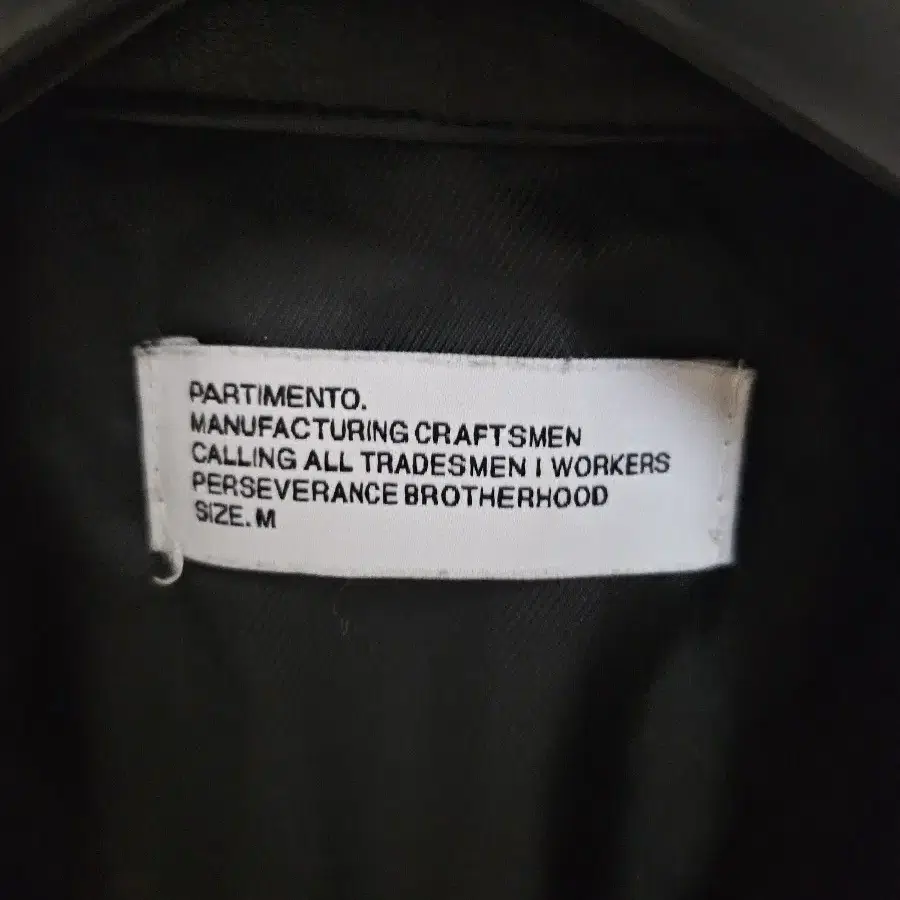 PARTIMENTO.
MANUFACTURING CRAFTSMEN
CALLING ALL TRADESMEN I WORKERS
PERSEVERANCE BROTHERHOOD
SIZE. M